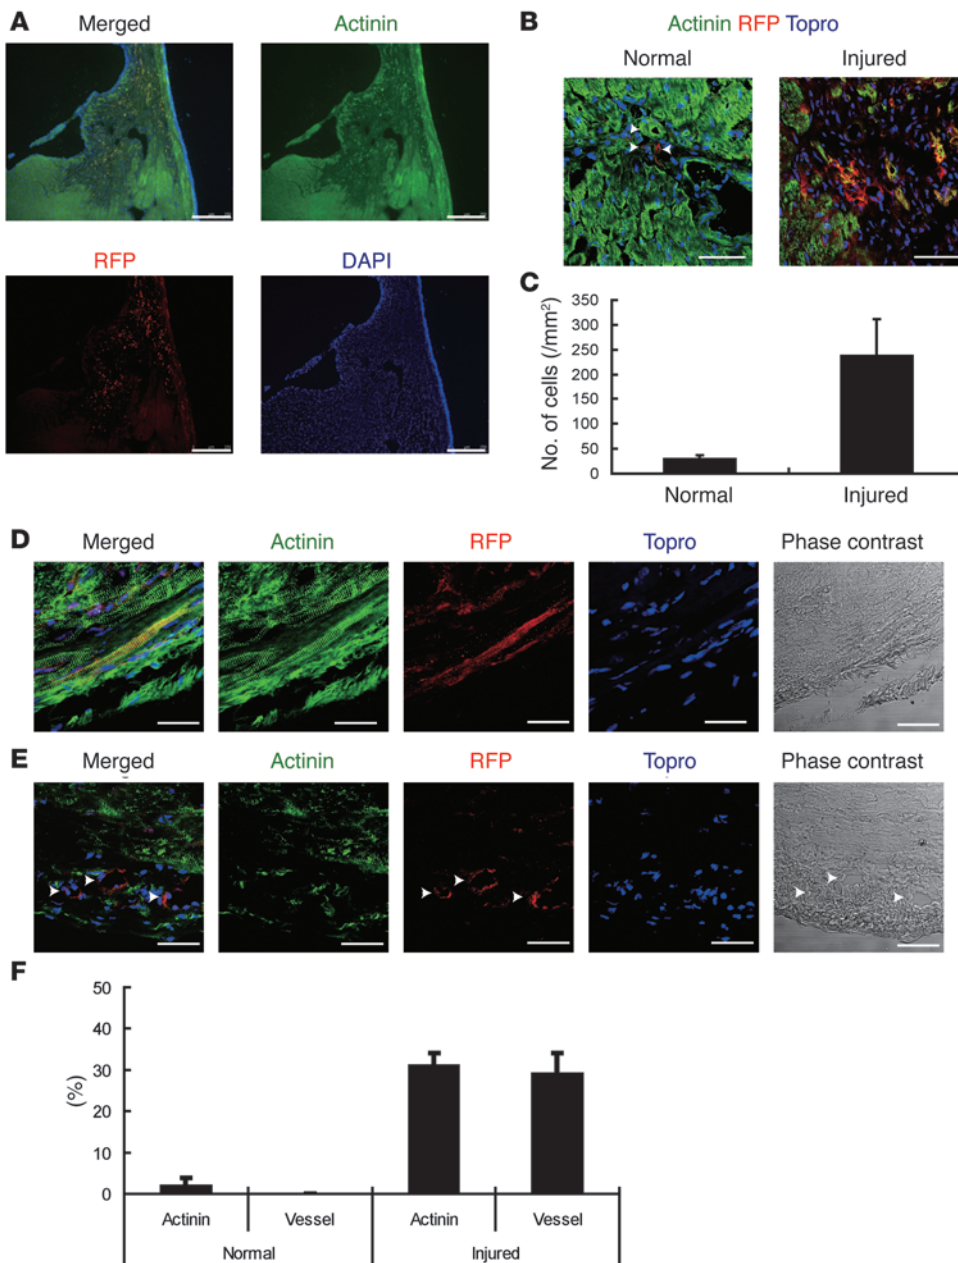 A
Merged
Actinin
RFP
DAPI
B
Actinin RFP Topro
Normal
Injured
C
No. of cells (/mm²)
350
300
250
200
150
100
50
0
Normal
Injured
D
Merged
Actinin
RFP
Topro
Phase contrast
E
Merged
Actinin
RFP
Topro
Phase contrast
F
(%)
50
40
30
20
10
0
Actinin
Vessel
Actinin
Vessel
Normal
Injured